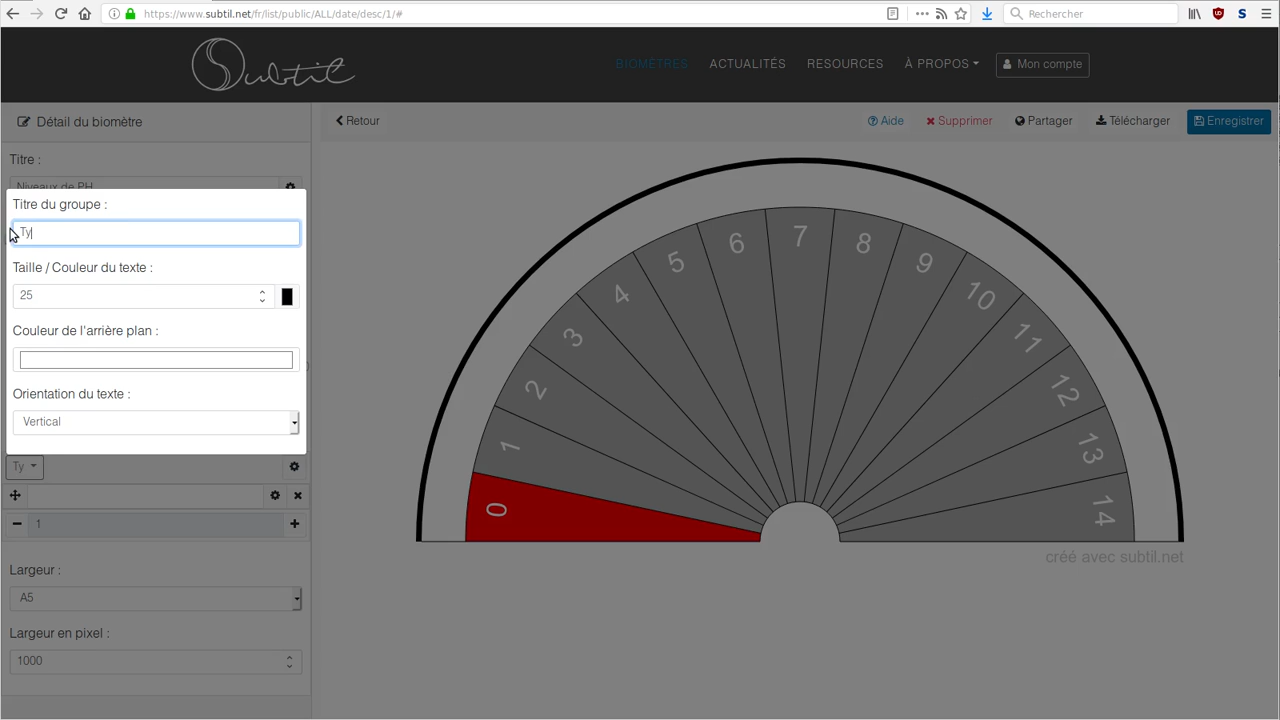 https://www.subtil.net/fr/list/public/ALL/date/desc/1/#
Rechercher
Subtil
BIOMÈTRES
ACTUALITÉS
RESOURCES
À PROPOS
Mon compte
Détail du biomètre
Retour
Aide
Supprimer
Partager
Télécharger
Enregistrer
Titre :
Niveaux de PH
Titre du groupe :
Ty
Taille / Couleur du texte :
25
Couleur de l'arrière plan :
Orientation du texte :
Vertical
Ty
1
Largeur :
A5
Largeur en pixel :
1000
0
1
2
3
4
5
6
7
8
9
10
11
12
13
14
créé avec subtil.net